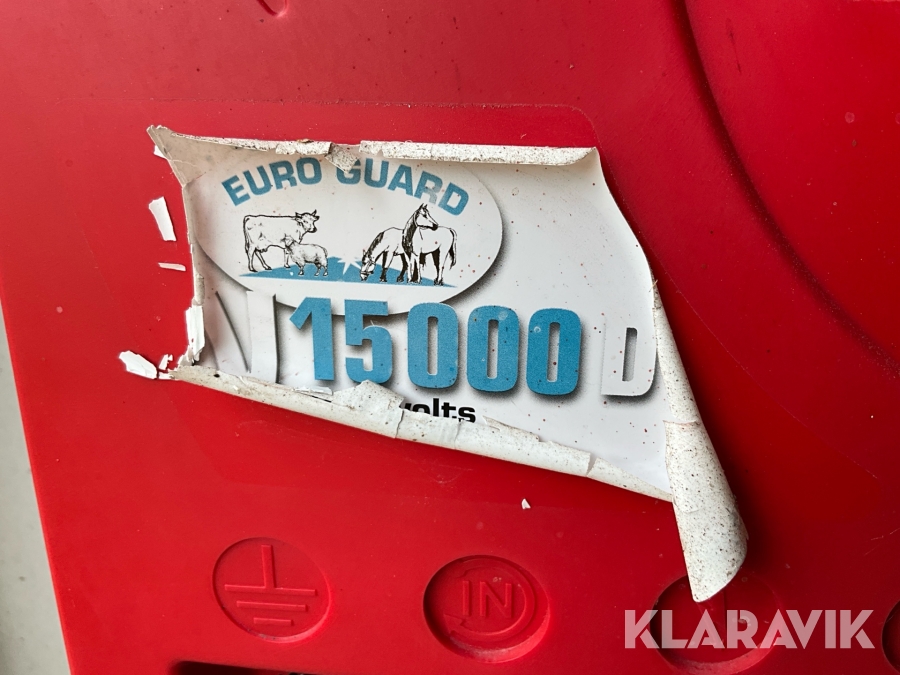 EURO GUARD
N 15000 D
volts
IN
KLARAVIK